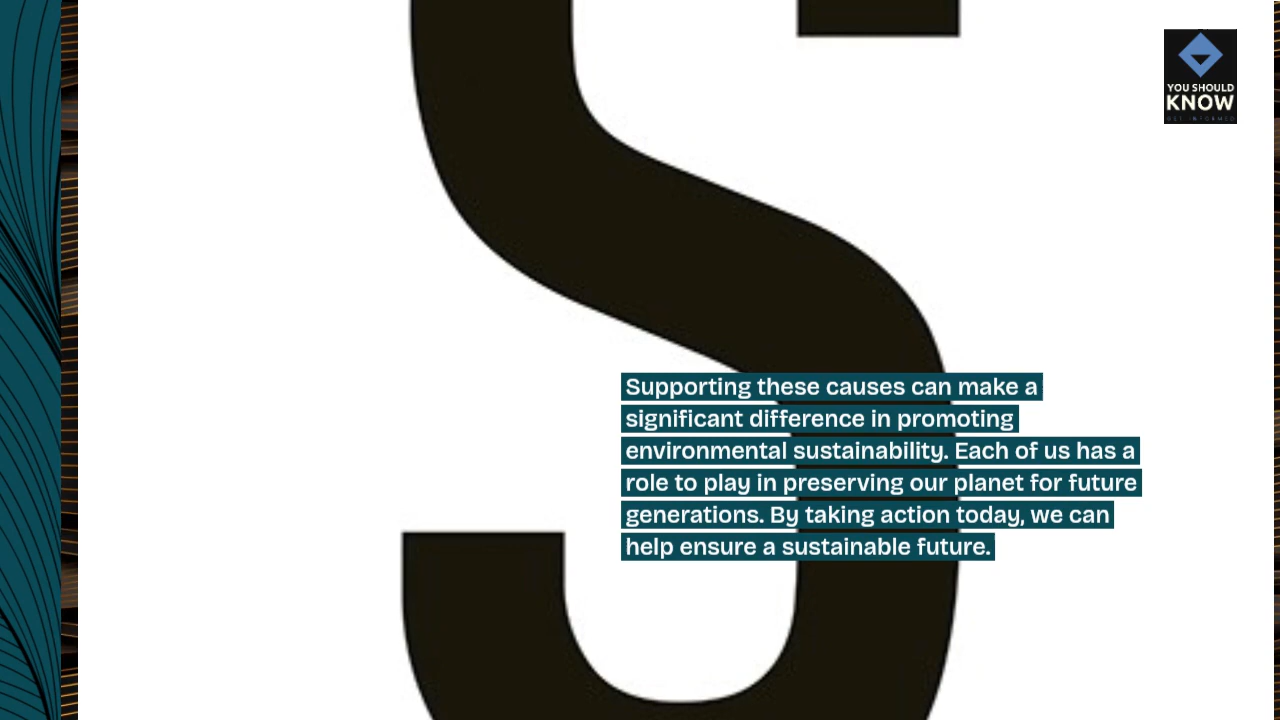 S
YOU SHOULD
KNOW
GET INFORMED
Supporting these causes can make a
significant difference in promoting
environmental sustainability. Each of us has a
role to play in preserving our planet for future
generations. By taking action today, we can
help ensure a sustainable future.